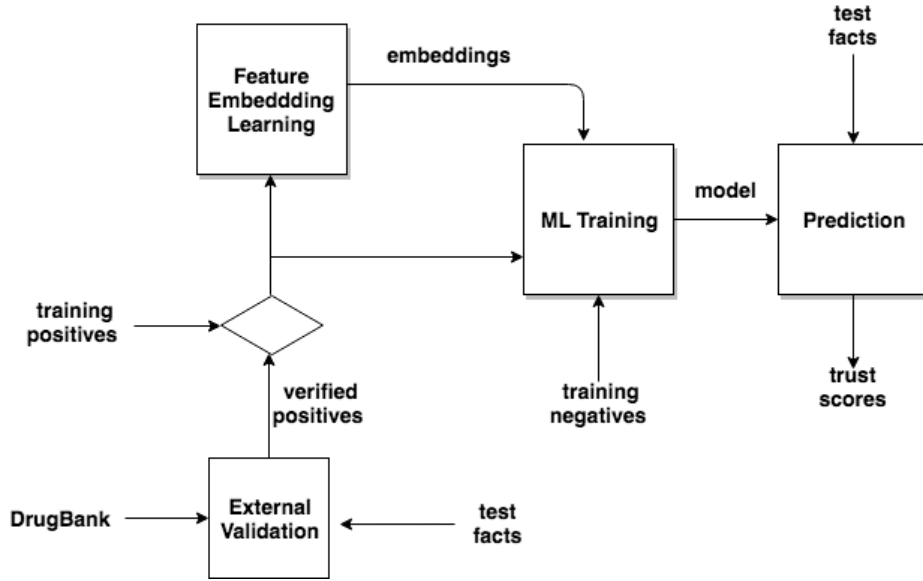 test
facts
embeddings
Feature
Embeddding
Learning
model
ML Training
Prediction
training
positives
verified
positives
training
negatives
trust
scores
DrugBank
External
Validation
test
facts